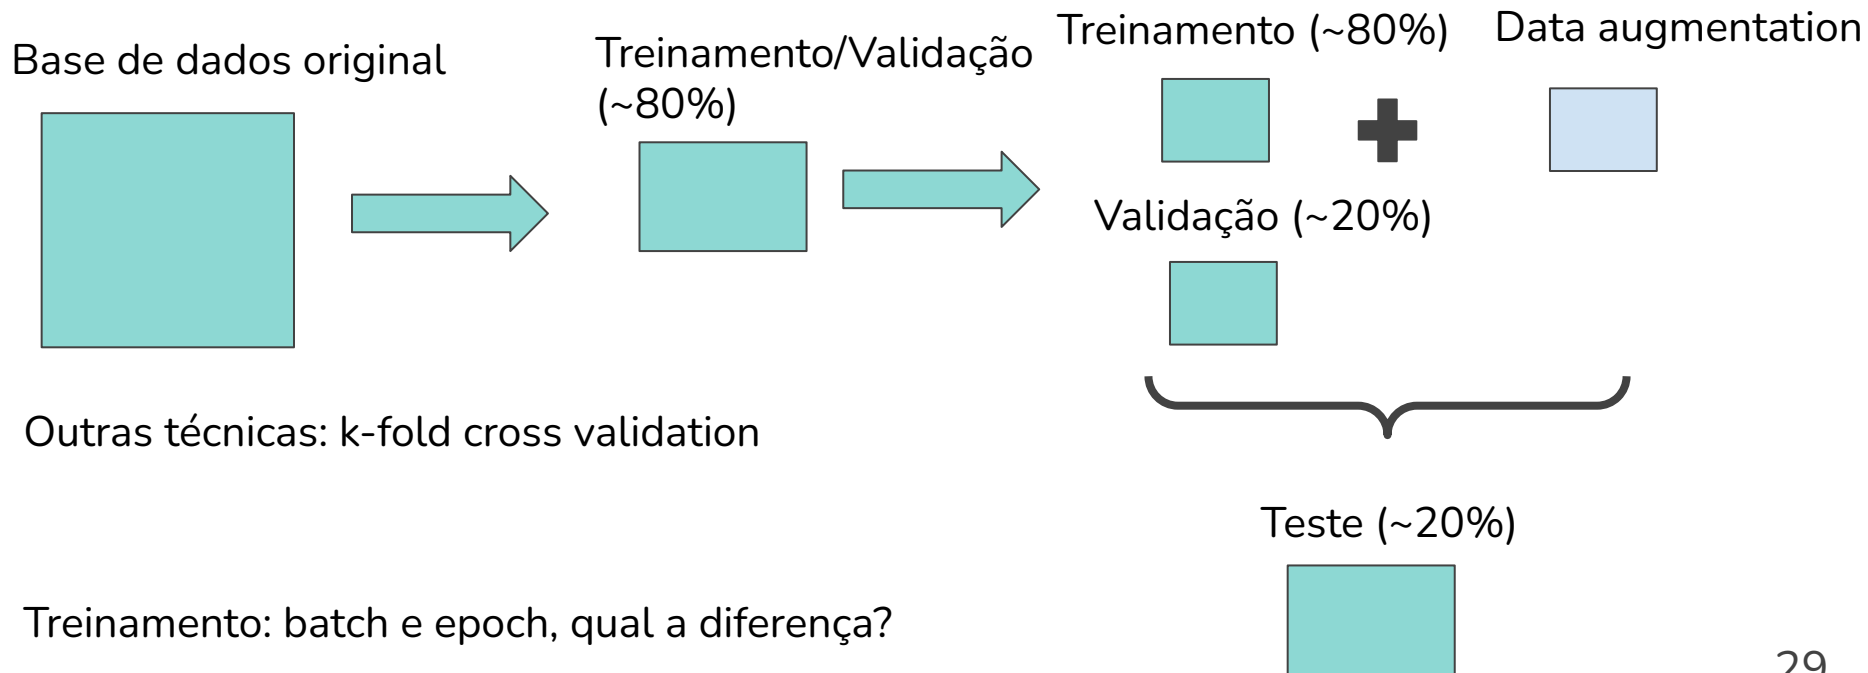 Base de dados original
Treinamento/Validação
(~80%)
Treinamento (~80%)
Data augmentation
Validação (~20%)
Outras técnicas: k-fold cross validation
Teste (~20%)
Treinamento: batch e epoch, qual a diferença?
29